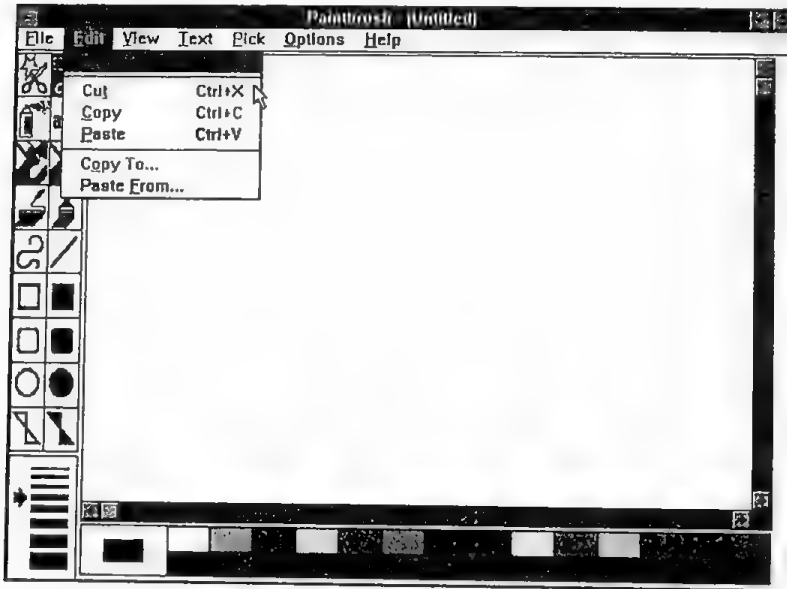 Paintbrush - (Untitled)
File Edit View Text Pick Options Help
Cut Ctrl+X
Copy Ctrl+C
Paste Ctrl+V
Copy To...
Paste From...